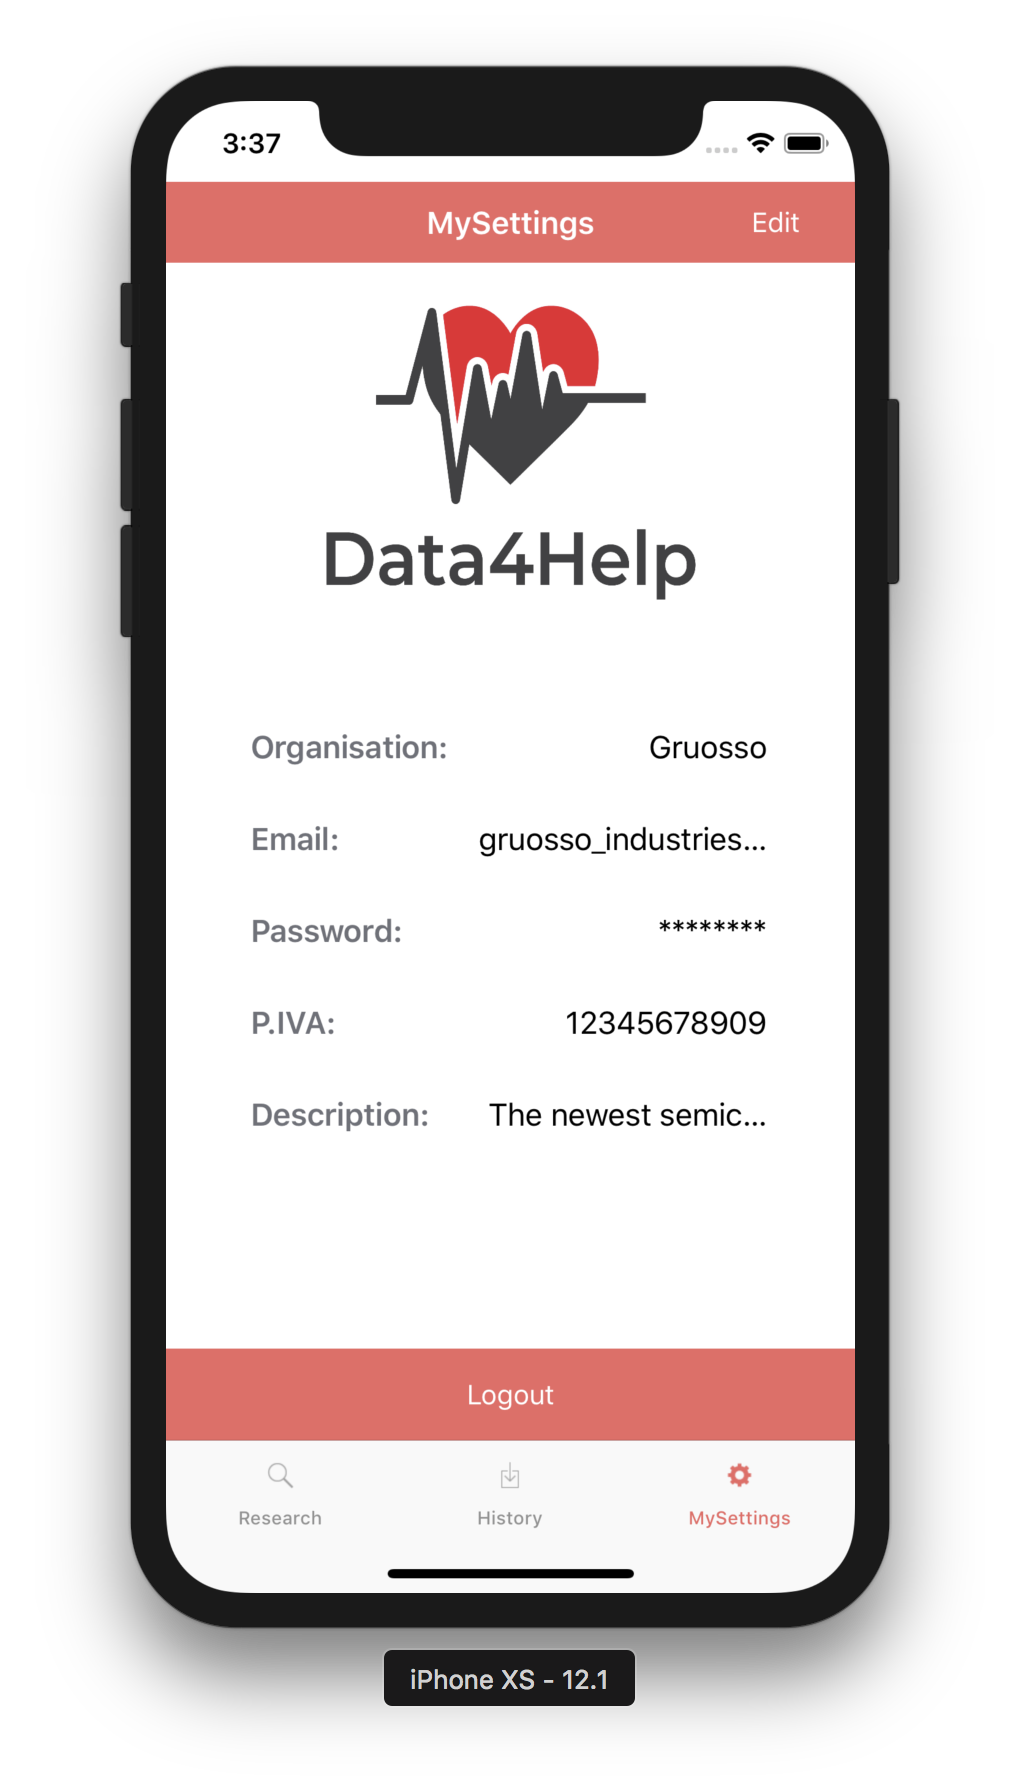 3:37
MySettings Edit
Data4Help
Organisation: Gruosso
Email: gruosso_industries...
Password: ********
P.IVA: 12345678909
Description: The newest semic...
Logout
Research History MySettings
iPhone XS - 12.1